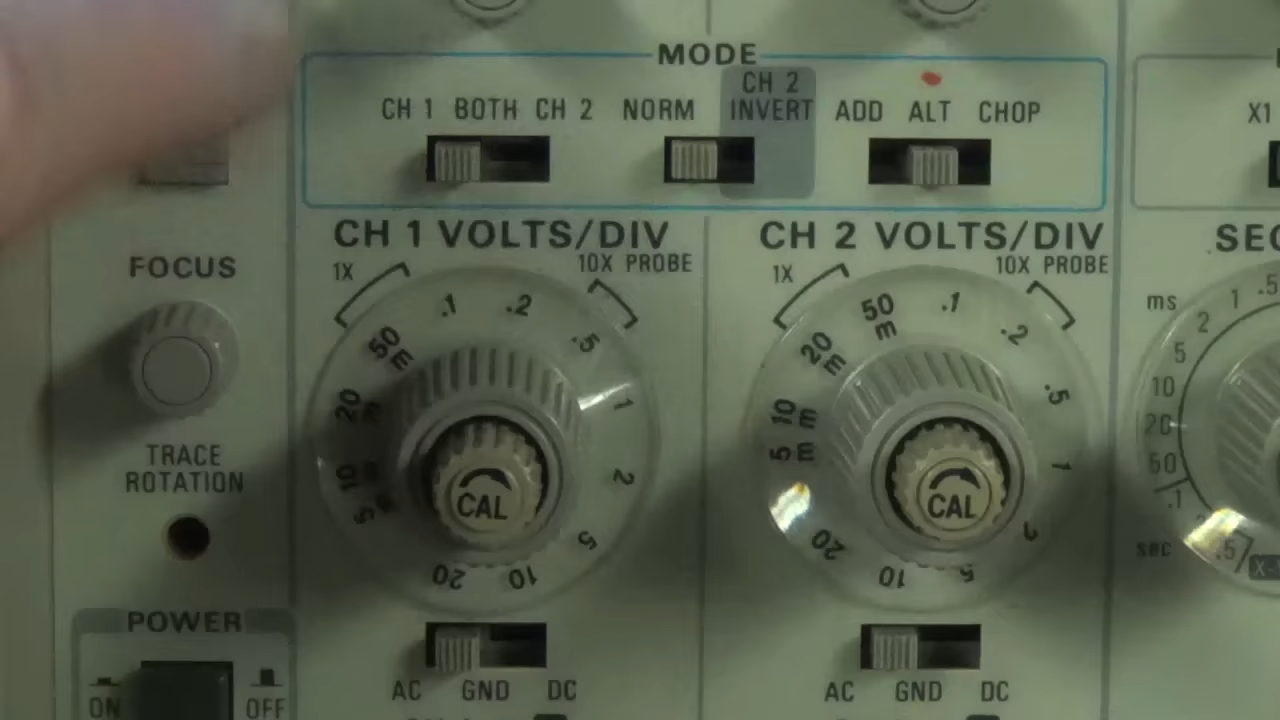 MODE
CH 2
CH 1 BOTH CH 2 NORM INVERT ADD ALT CHOP X1
CH 1 VOLTS/DIV CH 2 VOLTS/DIV SEC
1X 10X PROBE 1X 10X PROBE
FOCUS
5 m 10 m 20 m 50 m .1 .2 .5 1 2 5 10 20
5 m 10 m 20 m 50 m .1 .2 .5 1 2 5 10 20
ms
.5
1
2
5
10
20
50
.1
sec
.5
CAL CAL
TRACE
ROTATION
POWER
ON OFF
AC GND DC AC GND DC